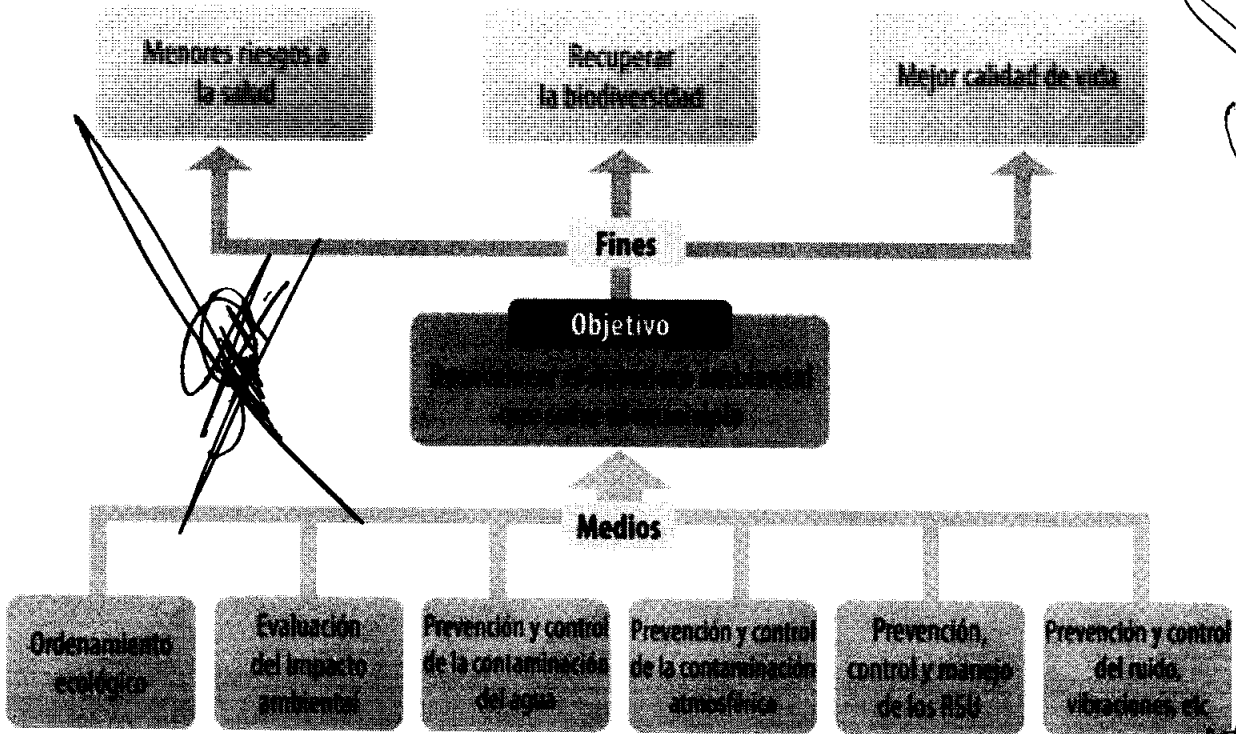 Menores riesgos a
la salud
Recuperar
la biodiversidad
Mejor calidad de vida
Fines
Objetivo
Ambiental
Medios
Ordenamiento
ecológico
Evaluación
del impacto
ambiental
Prevención y control
de la contaminación
del agua
Prevención y control
de la contaminación
atmosférica
Prevención,
control y manejo
de los RSU
Prevención y control
del ruido,
vibraciones, etc